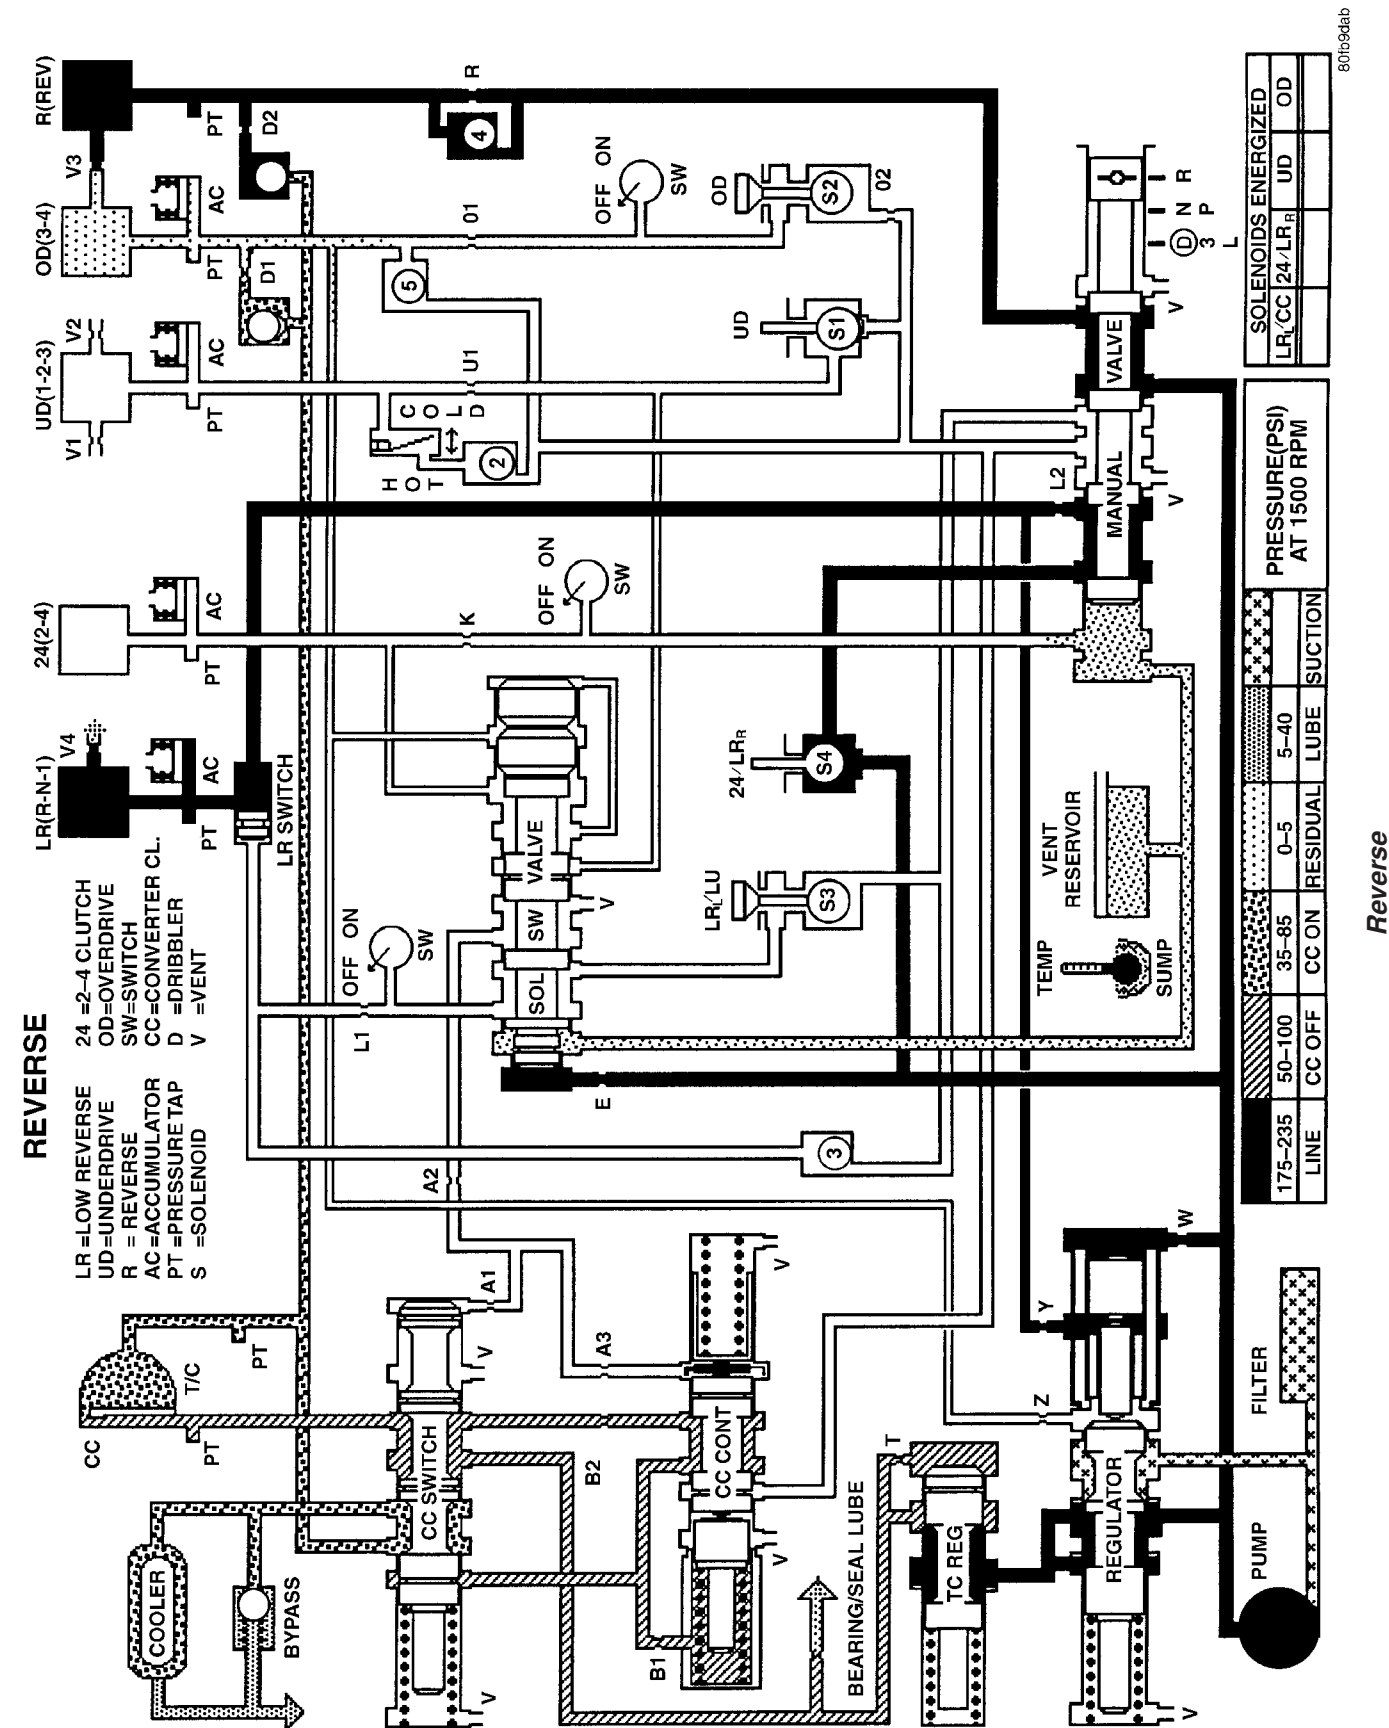 REVERSE
LR =LOW REVERSE
UD=UNDERDRIVE
R = REVERSE
AC=ACCUMULATOR
PT =PRESSURE TAP
S =SOLENOID
24 =2–4 CLUTCH
OD=OVERDRIVE
SW=SWITCH
CC=CONVERTER CL.
D =DRIBBLER
V =VENT
LR(R-N-1)
V4
24(2-4)
V1
UD(1-2-3)
V2
OD(3-4)
V3
R(REV)
PT
AC
PT
AC
PT
AC
PT
AC
PT
D1
D2
LR SWITCH
COOLER
BYPASS
CC
T/C
PT
PT
L1
OFF ON
SW
K
OFF ON
SW
HOT
COLD
2
U1
5
01
OFF ON
SW
R
4
CC SWITCH
V
V
A1
A2
A3
B2
B1
CC CONT
V
V
E
SOL SW VALVE
V
3
LRL/LU
S3
24/LRR
S4
UD
S1
OD
S2
02
BEARING/SEAL LUBE
T
TC REG
REGULATOR
V
Z
Y
W
TEMP
SUMP
VENT
RESERVOIR
MANUAL VALVE
L2
V
V
D N R
3 P
L
PUMP
FILTER
175–235 50–100 35–85 0–5 5–40
LINE CC OFF CC ON RESIDUAL LUBE SUCTION
PRESSURE(PSI)
AT 1500 RPM
SOLENOIDS ENERGIZED
LRL/CC 24/LRR UD OD
80fb9dab
Reverse